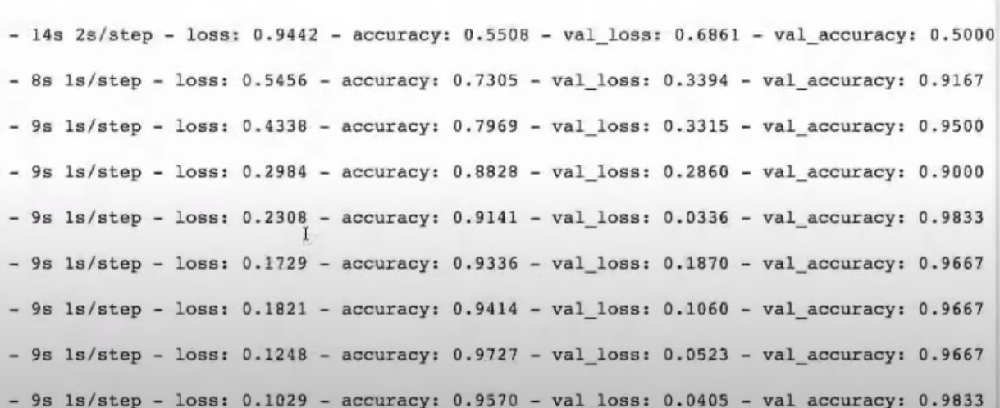 - 14s 2s/step - loss: 0.9442 - accuracy: 0.5508 - val_loss: 0.6861 - val_accuracy: 0.5000
- 8s 1s/step - loss: 0.5456 - accuracy: 0.7305 - val_loss: 0.3394 - val_accuracy: 0.9167
- 9s 1s/step - loss: 0.4338 - accuracy: 0.7969 - val_loss: 0.3315 - val_accuracy: 0.9500
- 9s 1s/step - loss: 0.2984 - accuracy: 0.8828 - val_loss: 0.2860 - val_accuracy: 0.9000
- 9s 1s/step - loss: 0.2308 - accuracy: 0.9141 - val_loss: 0.0336 - val_accuracy: 0.9833
- 9s 1s/step - loss: 0.1729 - accuracy: 0.9336 - val_loss: 0.1870 - val_accuracy: 0.9667
- 9s 1s/step - loss: 0.1821 - accuracy: 0.9414 - val_loss: 0.1060 - val_accuracy: 0.9667
- 9s 1s/step - loss: 0.1248 - accuracy: 0.9727 - val_loss: 0.0523 - val_accuracy: 0.9667
- 9s 1s/step - loss: 0.1029 - accuracy: 0.9570 - val_loss: 0.0405 - val_accuracy: 0.9833